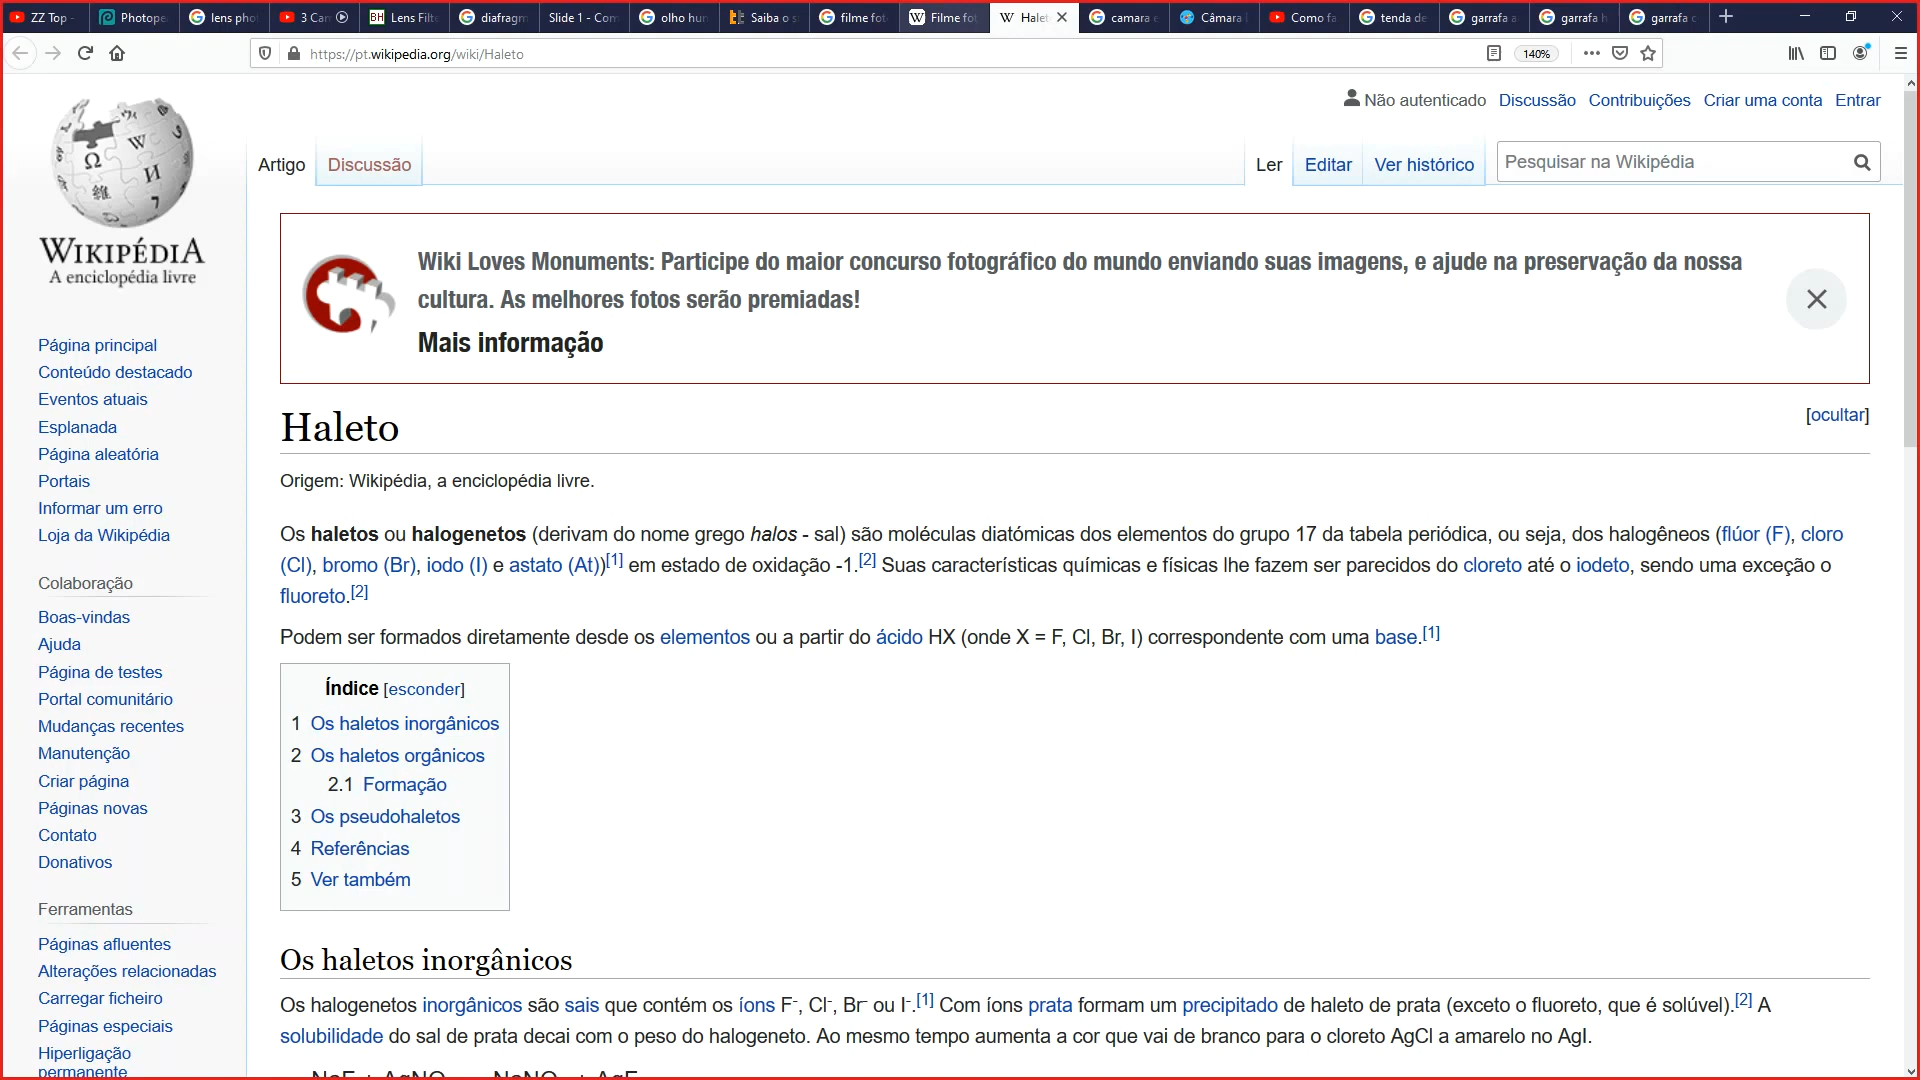 ZZ Top -
Photope
lens pho
3 Can
Lens Filte
diafragm
Slide 1 - Con
olho hun
Saiba o s
filme fot
Filme fo
Halet
camara e
Câmara
Como fa
tenda de
garrafa a
garrafa h
garrafa c
https://pt.wikipedia.org/wiki/Haleto
140%
Não autenticado Discussão Contribuições Criar uma conta Entrar
Artigo Discussão Ler Editar Ver histórico Pesquisar na Wikipédia
WIKIPÉDIA
A enciclopédia livre
Página principal
Conteúdo destacado
Eventos atuais
Esplanada
Página aleatória
Portais
Informar um erro
Loja da Wikipédia
Colaboração
Boas-vindas
Ajuda
Página de testes
Portal comunitário
Mudanças recentes
Manutenção
Criar página
Páginas novas
Contato
Donativos
Ferramentas
Páginas afluentes
Alterações relacionadas
Carregar ficheiro
Páginas especiais
Hiperligação
permanente
Wiki Loves Monuments: Participe do maior concurso fotográfico do mundo enviando suas imagens, e ajude na preservação da nossa
cultura. As melhores fotos serão premiadas!
Mais informação
[ocultar]
Haleto
Origem: Wikipédia, a enciclopédia livre.
Os haletos ou halogenetos (derivam do nome grego halos - sal) são moléculas diatómicas dos elementos do grupo 17 da tabela periódica, ou seja, dos halogêneos (flúor (F), cloro
(Cl), bromo (Br), iodo (I) e astato (At))[1] em estado de oxidação -1.[2] Suas características químicas e físicas lhe fazem ser parecidos do cloreto até o iodeto, sendo uma exceção o
fluoreto.[2]
Podem ser formados diretamente desde os elementos ou a partir do ácido HX (onde X = F, Cl, Br, I) correspondente com uma base.[1]
Índice [esconder]
1 Os haletos inorgânicos
2 Os haletos orgânicos
2.1 Formação
3 Os pseudohaletos
4 Referências
5 Ver também
Os haletos inorgânicos
Os halogenetos inorgânicos são sais que contém os íons F-, Cl-, Br- ou I-.[1] Com íons prata formam um precipitado de haleto de prata (exceto o fluoreto, que é solúvel).[2] A
solubilidade do sal de prata decai com o peso do halogeneto. Ao mesmo tempo aumenta a cor que vai de branco para o cloreto AgCl a amarelo no AgI.